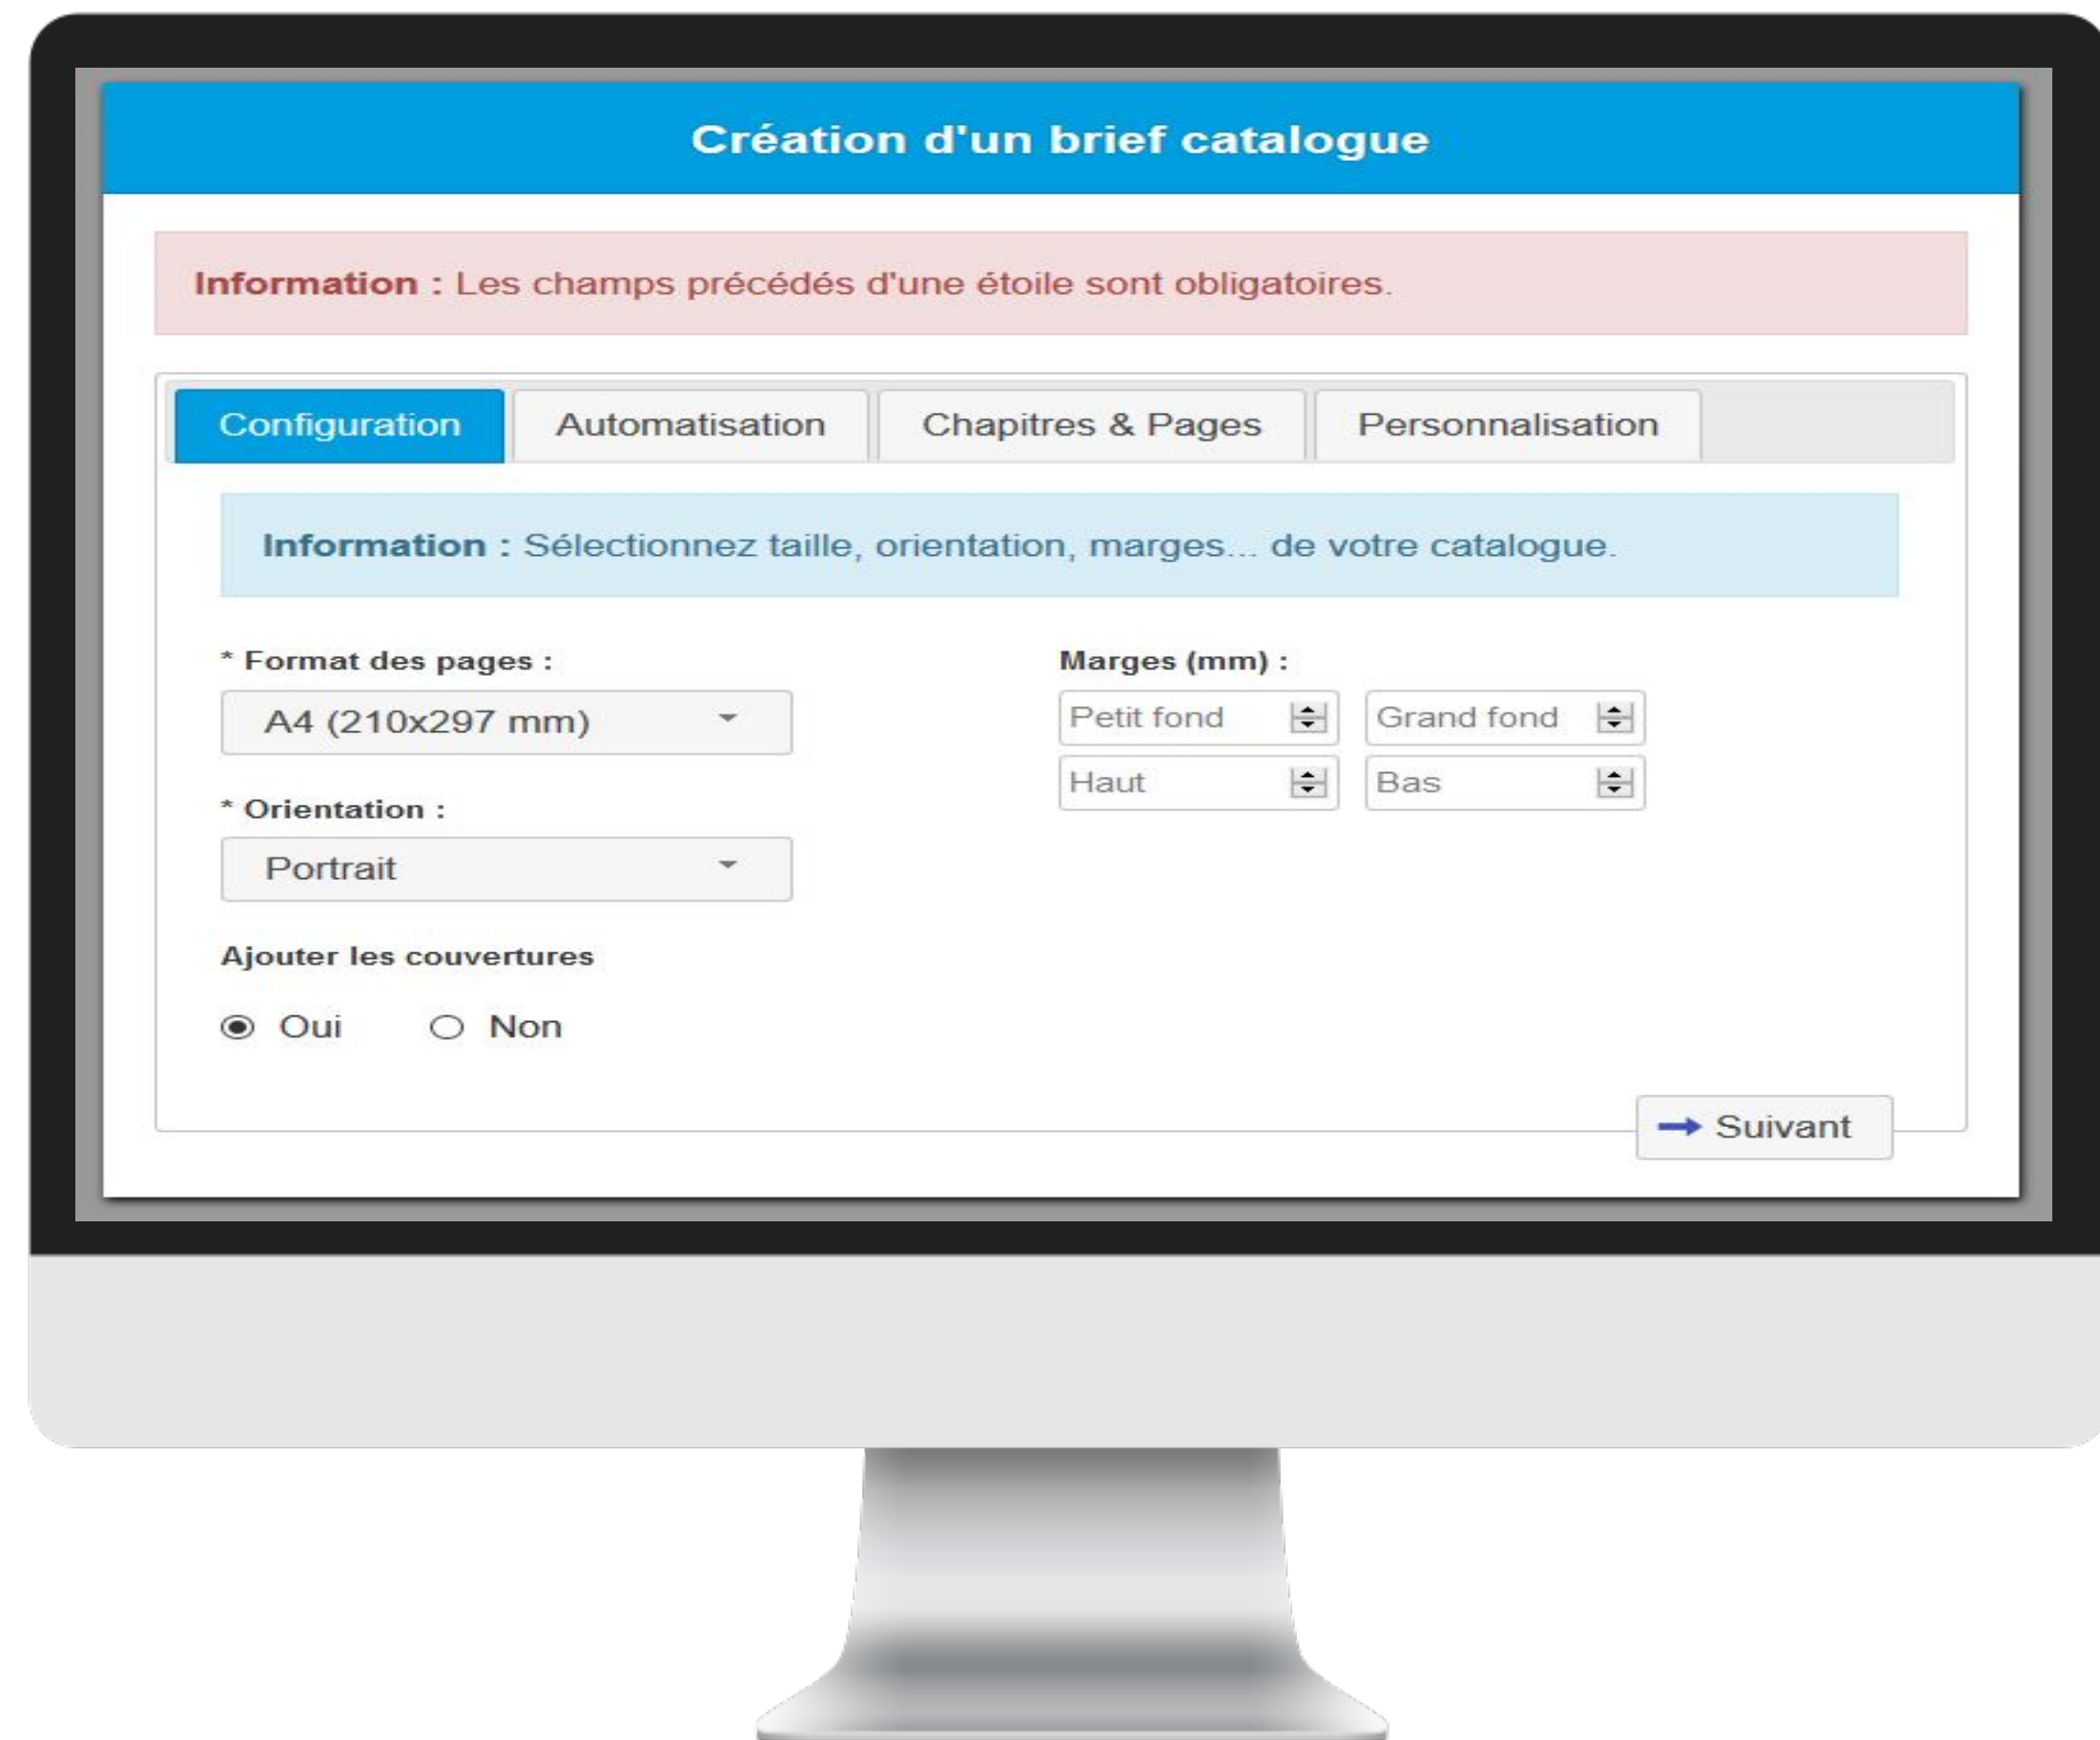 Création d'un brief catalogue
Information : Les champs précédés d'une étoile sont obligatoires.
Configuration Automatisation Chapitres & Pages Personnalisation
Information : Sélectionnez taille, orientation, marges... de votre catalogue.
* Format des pages :
A4 (210x297 mm)
* Orientation :
Portrait
Ajouter les couvertures
Oui Non
Marges (mm) :
Petit fond Grand fond
Haut Bas
Suivant